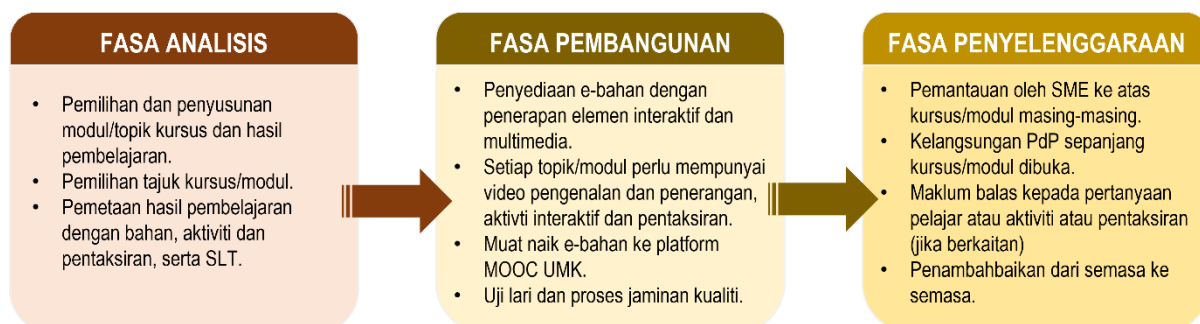 FASA ANALISIS
• Pemilihan dan penyusunan
modul/topik kursus dan hasil
pembelajaran.
• Pemilihan tajuk kursus/modul.
• Pemetaan hasil pembelajaran
dengan bahan, aktiviti dan
pentaksiran, serta SLT.
FASA PEMBANGUNAN
• Penyediaan e-bahan dengan
penerapan elemen interaktif dan
multimedia.
• Setiap topik/modul perlu mempunyai
video pengenalan dan penerangan,
aktivti interaktif dan pentaksiran.
• Muat naik e-bahan ke platform
MOOC UMK.
• Uji lari dan proses jaminan kualiti.
FASA PENYELENGGARAAN
• Pemantauan oleh SME ke atas
kursus/modul masing-masing.
• Kelangsungan PdP sepanjang
kursus/modul dibuka.
• Maklum balas kepada pertanyaan
pelajar atau aktiviti atau pentaksiran
(jika berkaitan)
• Penambahbaikan dari semasa ke
semasa.